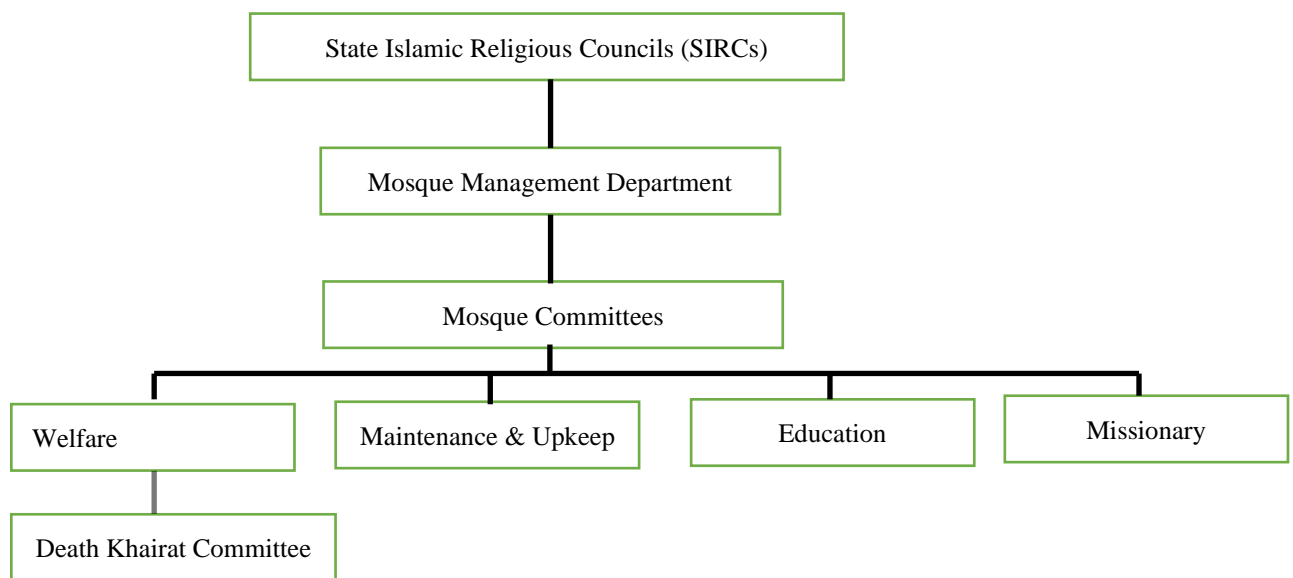 State Islamic Religious Councils (SIRCs)
Mosque Management Department
Mosque Committees
Welfare
Maintenance & Upkeep
Education
Missionary
Death Khairat Committee